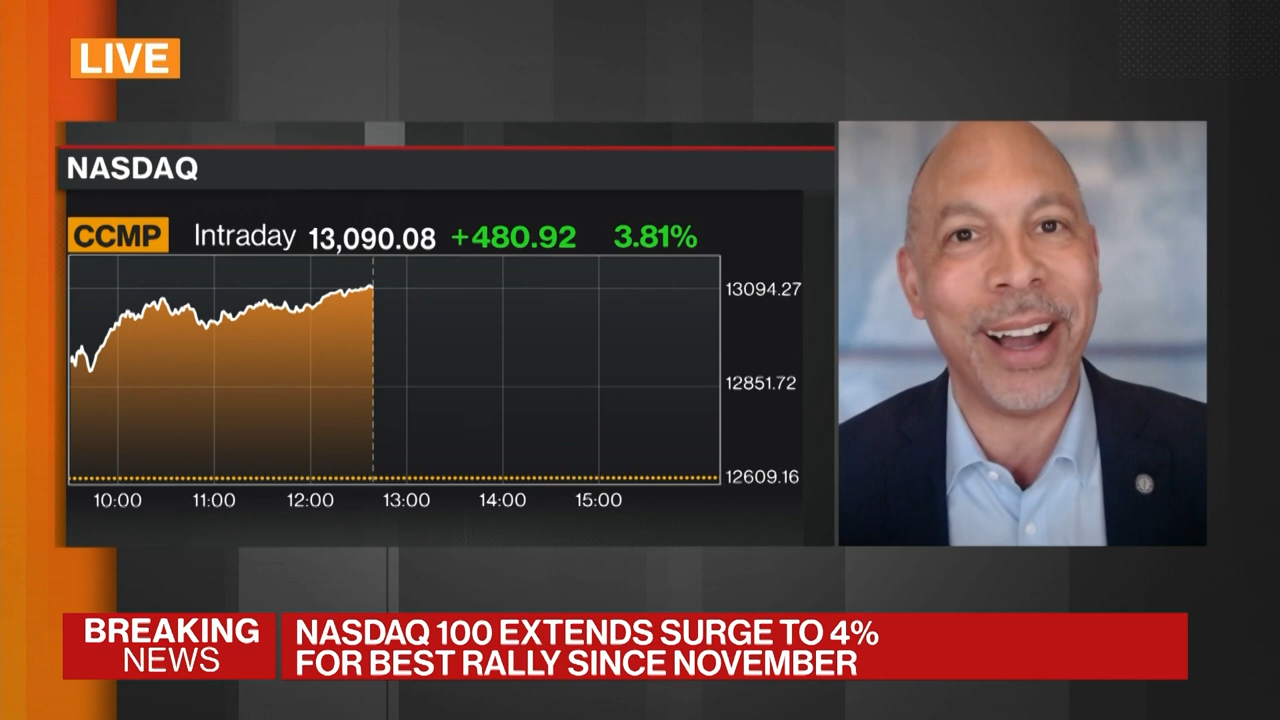 LIVE
NASDAQ
CCMP Intraday 13,090.08 +480.92 3.81%
13094.27
12851.72
12609.16
10:00 11:00 12:00 13:00 14:00 15:00
BREAKING
NEWS
NASDAQ 100 EXTENDS SURGE TO 4%
FOR BEST RALLY SINCE NOVEMBER